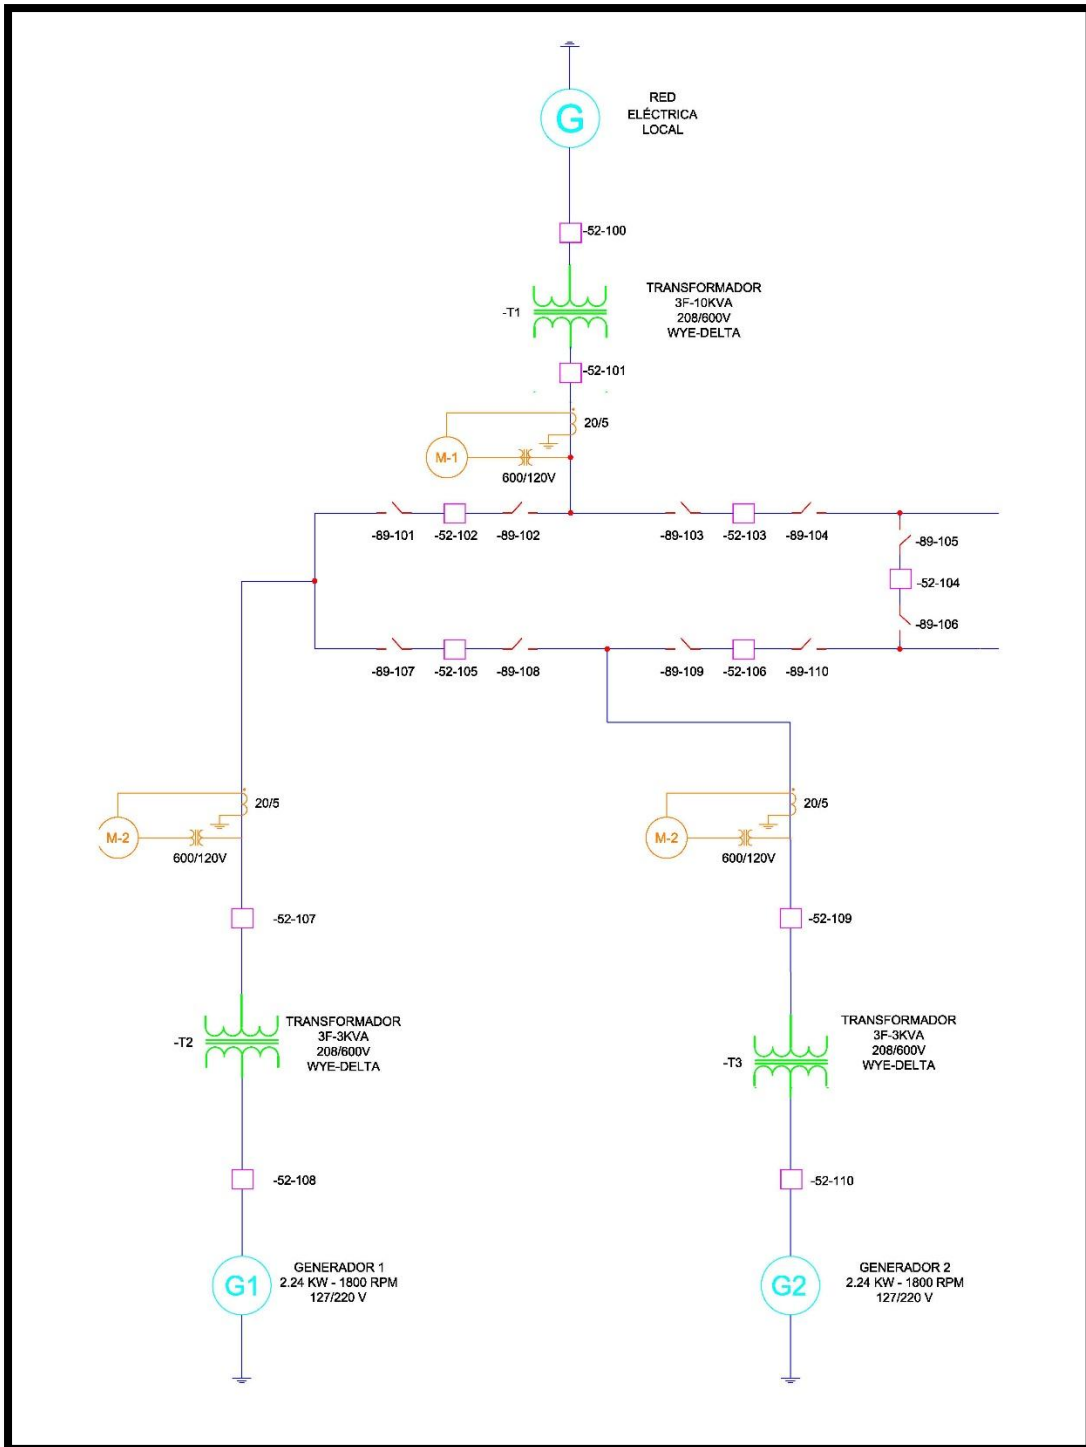 G
RED
ELÉCTRICA
LOCAL
-52-100
-T1
TRANSFORMADOR
3F-10KVA
208/600V
WYE-DELTA
-52-101
20/5
M-1
600/120V
-89-101
-52-102
-89-102
-89-103
-52-103
-89-104
-89-105
-52-104
-89-106
-89-107
-52-105
-89-108
-89-109
-52-106
-89-110
20/5
M-2
600/120V
20/5
M-2
600/120V
-52-107
-52-109
-T2
TRANSFORMADOR
3F-3KVA
208/600V
WYE-DELTA
-T3
TRANSFORMADOR
3F-3KVA
208/600V
WYE-DELTA
-52-108
-52-110
G1
GENERADOR 1
2.24 KW - 1800 RPM
127/220 V
G2
GENERADOR 2
2.24 KW - 1800 RPM
127/220 V